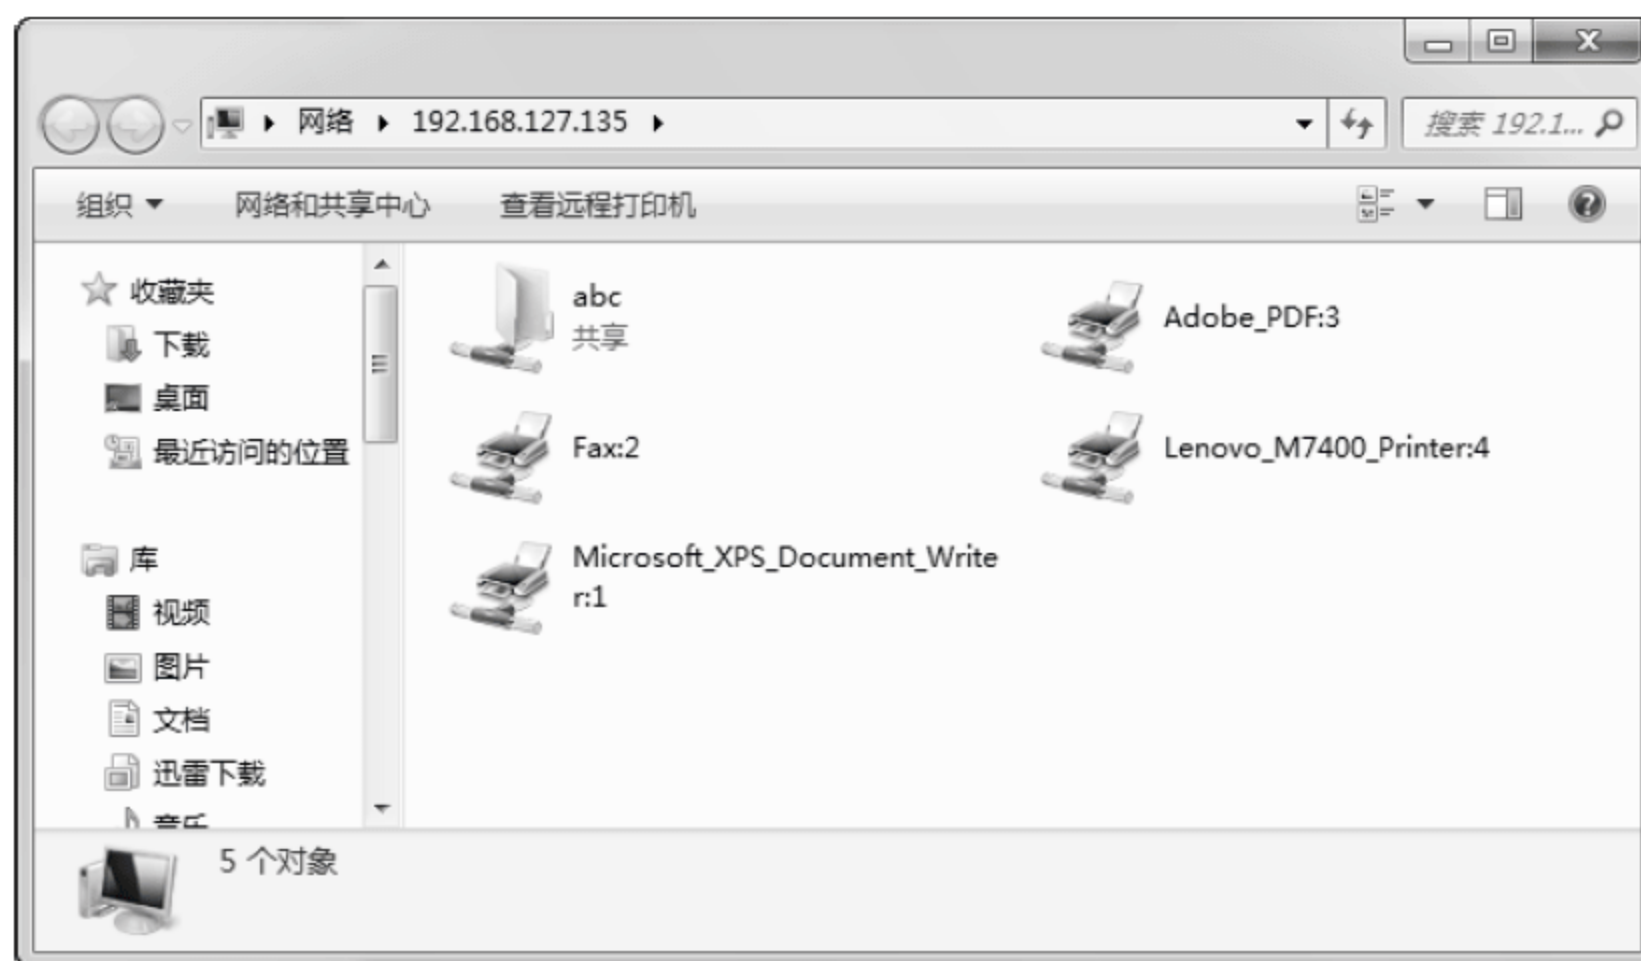 网络 192.168.127.135
搜索 192.1...
组织 网络和共享中心 查看远程打印机
收藏夹
下载
桌面
最近访问的位置
库
视频
图片
文档
迅雷下载
音乐
abc
共享
Adobe_PDF:3
Fax:2
Lenovo_M7400_Printer:4
Microsoft_XPS_Document_Write
r:1
5 个对象